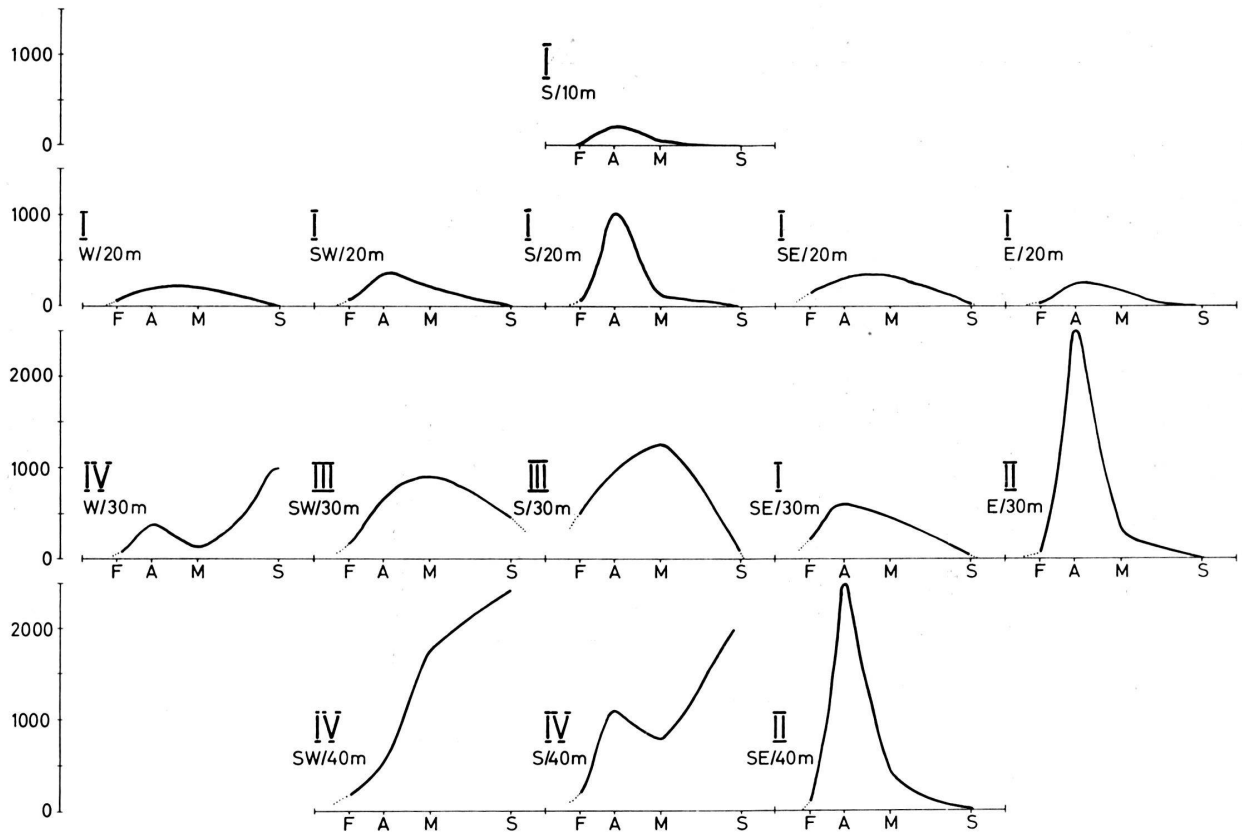 1000
I
S/10m
0
F A M S
1000
I I I I I
W/20m SW/20m S/20m SE/20m E/20m
0
F A M S F A M S F A M S F A M S F A M S
2000
1000
IV III III I II
W/30m SW/30m S/30m SE/30m E/30m
0
F A M S F A M S F A M S F A M S F A M S
2000
1000
IV IV II
SW/40m S/40m SE/40m
0
F A M S F A M S F A M S